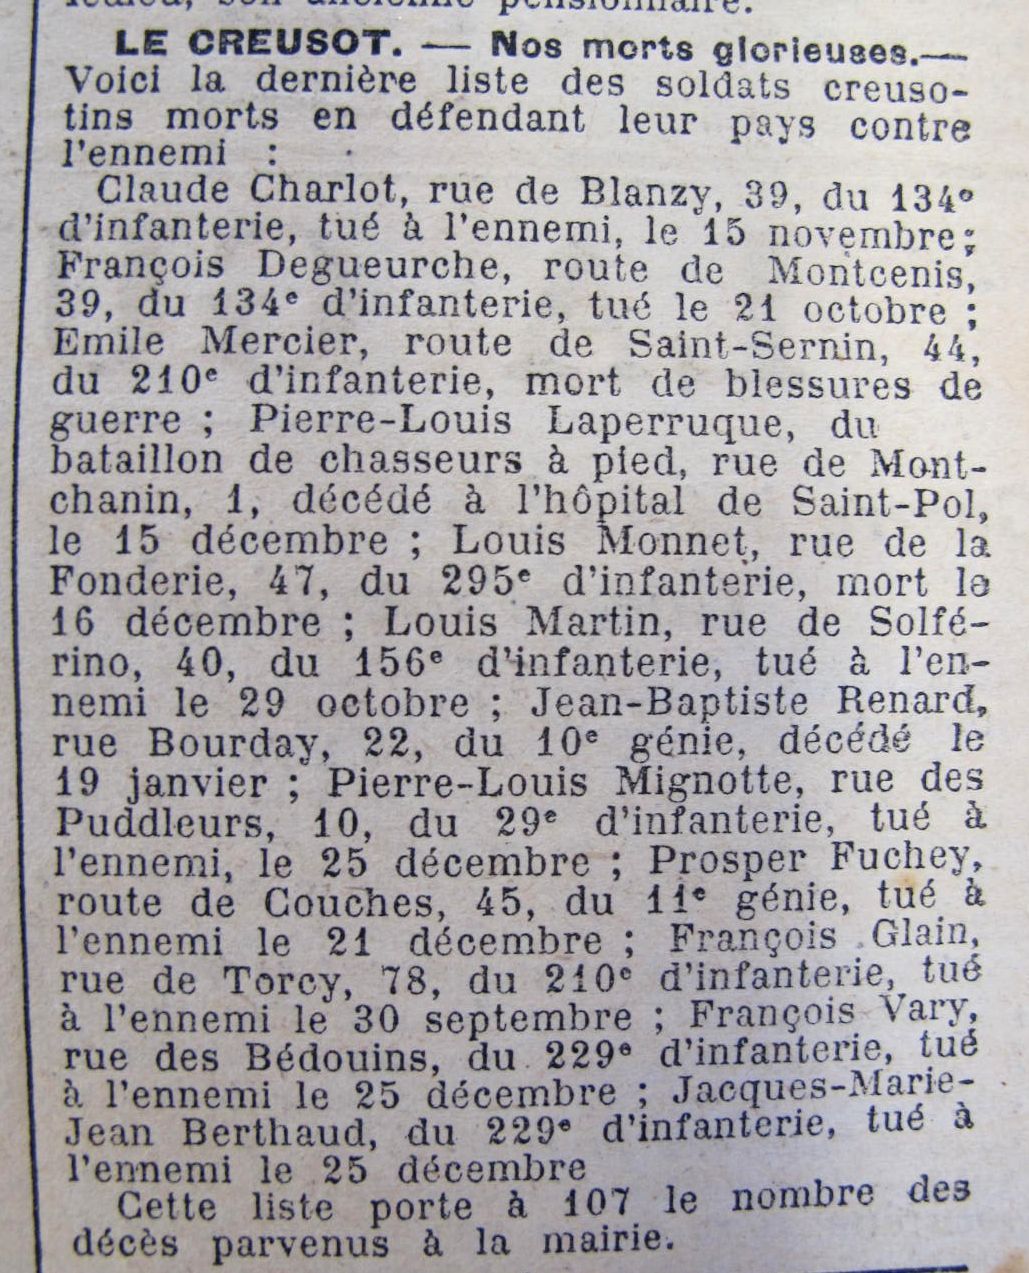 son ancienne pensionnaire.
LE CREUSOT. — Nos morts glorieuses.—
Voici la dernière liste des soldats creuso-
tins morts en défendant leur pays contre
l'ennemi :
Claude Charlot, rue de Blanzy, 39, du 134e
d'infanterie, tué à l'ennemi, le 15 novembre ;
François Degueurche, route de Montcenis,
39, du 134e d'infanterie, tué le 21 octobre ;
Emile Mercier, route de Saint-Sernin, 44,
du 210e d'infanterie, mort de blessures de
guerre ; Pierre-Louis Laperruque, du
bataillon de chasseurs à pied, rue de Mont-
chanin, 1, décédé à l'hôpital de Saint-Pol,
le 15 décembre ; Louis Monnet, rue de la
Fonderie, 47, du 295e d'infanterie, mort le
16 décembre ; Louis Martin, rue de Solfé-
rino, 40, du 156e d'infanterie, tué à l'en-
nemi le 29 octobre ; Jean-Baptiste Renard,
rue Bourday, 22, du 10e génie, décédé le
19 janvier ; Pierre-Louis Mignotte, rue des
Puddleurs, 10, du 29e d'infanterie, tué à
l'ennemi, le 25 décembre ; Prosper Fuchey,
route de Couches, 45, du 11e génie, tué à
l'ennemi le 21 décembre ; François Glain,
rue de Torcy, 78, du 210e d'infanterie, tué
à l'ennemi le 30 septembre ; François Vary,
rue des Bédouins, du 229e d'infanterie, tué
à l'ennemi le 25 décembre ; Jacques-Marie-
Jean Berthaud, du 229e d'infanterie, tué à
l'ennemi le 25 décembre
Cette liste porte à 107 le nombre des
décès parvenus à la mairie.